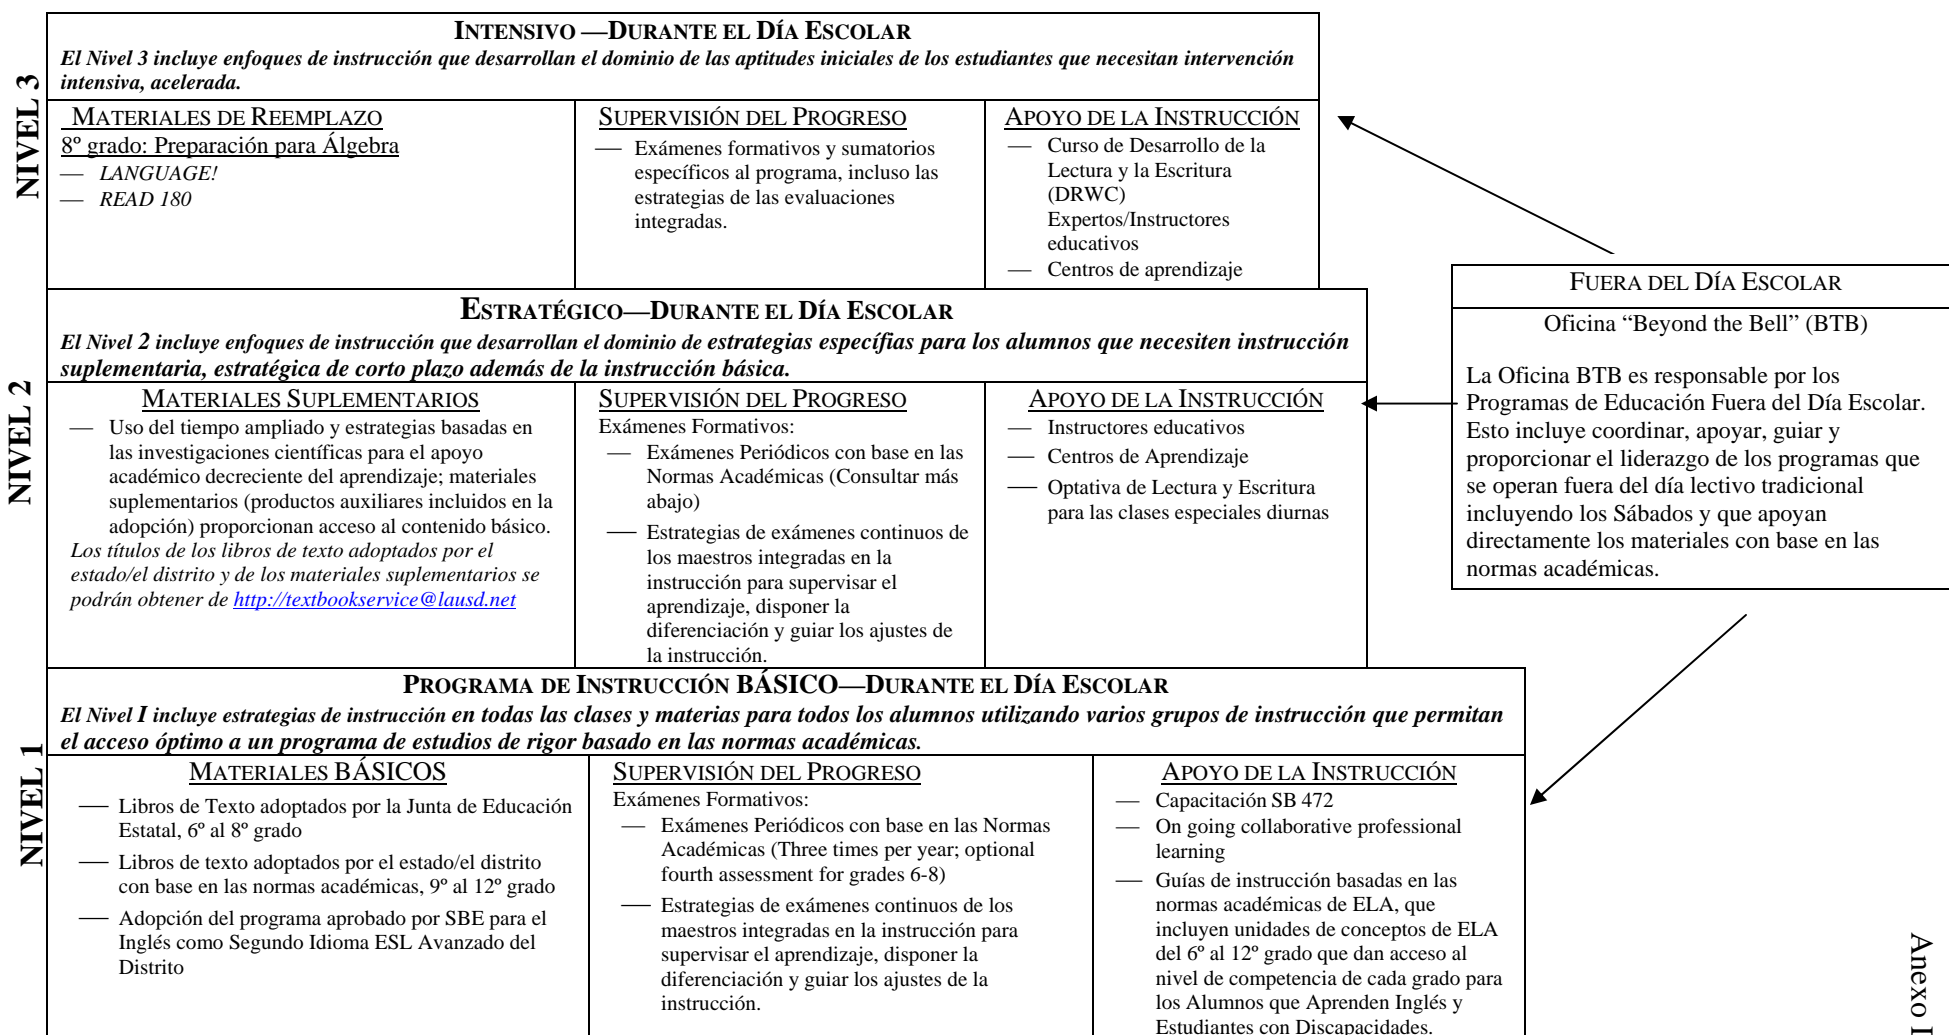 NIVEL 3
INTENSIVO —DURANTE EL DÍA ESCOLAR
El Nivel 3 incluye enfoques de instrucción que desarrollan el dominio de las aptitudes iniciales de los estudiantes que necesitan intervención
intensiva, acelerada.
MATERIALES DE REEMPLAZO
8º grado: Preparación para Álgebra
— LANGUAGE!
— READ 180
SUPERVISIÓN DEL PROGRESO
— Exámenes formativos y sumatorios
específicos al programa, incluso las
estrategias de las evaluaciones
integradas.
APOYO DE LA INSTRUCCIÓN
— Curso de Desarrollo de la
Lectura y la Escritura
(DRWC)
Expertos/Instructores
educativos
— Centros de aprendizaje
NIVEL 2
ESTRATÉGICO—DURANTE EL DÍA ESCOLAR
El Nivel 2 incluye enfoques de instrucción que desarrollan el dominio de estrategias específias para los alumnos que necesiten instrucción
suplementaria, estratégica de corto plazo además de la instrucción básica.
MATERIALES SUPLEMENTARIOS
— Uso del tiempo ampliado y estrategias basadas en
las investigaciones científicas para el apoyo
académico decreciente del aprendizaje; materiales
suplementarios (productos auxiliares incluidos en la
adopción) proporcionan acceso al contenido básico.
Los títulos de los libros de texto adoptados por el
estado/el distrito y de los materiales suplementarios se
podrán obtener de http://textbookservice@lausd.net
SUPERVISIÓN DEL PROGRESO
Exámenes Formativos:
— Exámenes Periódicos con base en las
Normas Académicas (Consultar más
abajo)
— Estrategias de exámenes continuos de
los maestros integradas en la
instrucción para supervisar el
aprendizaje, disponer la
diferenciación y guiar los ajustes de
la instrucción.
APOYO DE LA INSTRUCCIÓN
— Instructores educativos
— Centros de Aprendizaje
— Optativa de Lectura y Escritura
para las clases especiales diurnas
FUERA DEL DÍA ESCOLAR
Oficina “Beyond the Bell” (BTB)
La Oficina BTB es responsable por los
Programas de Educación Fuera del Día Escolar.
Esto incluye coordinar, apoyar, guiar y
proporcionar el liderazgo de los programas que
se operan fuera del día lectivo tradicional
incluyendo los Sábados y que apoyan
directamente los materiales con base en las
normas académicas.
NIVEL 1
PROGRAMA DE INSTRUCCIÓN BÁSICO—DURANTE EL DÍA ESCOLAR
El Nivel I incluye estrategias de instrucción en todas las clases y materias para todos los alumnos utilizando varios grupos de instrucción que permitan
el acceso óptimo a un programa de estudios de rigor basado en las normas académicas.
MATERIALES BÁSICOS
— Libros de Texto adoptados por la Junta de Educación
Estatal, 6º al 8º grado
— Libros de texto adoptados por el estado/el distrito
con base en las normas académicas, 9º al 12º grado
— Adopción del programa aprobado por SBE para el
Inglés como Segundo Idioma ESL Avanzado del
Distrito
SUPERVISIÓN DEL PROGRESO
Exámenes Formativos:
— Exámenes Periódicos con base en las Normas
Académicas (Three times per year; optional
fourth assessment for grades 6-8)
— Estrategias de exámenes continuos de los
maestros integradas en la instrucción para
supervisar el aprendizaje, disponer la
diferenciación y guiar los ajustes de la
instrucción.
APOYO DE LA INSTRUCCIÓN
— Capacitación SB 472
— On going collaborative professional
learning
— Guías de instrucción basadas en las
normas académicas de ELA, que
incluyen unidades de conceptos de ELA
del 6º al 12º grado que dan acceso al
nivel de competencia de cada grado para
los Alumnos que Aprenden Inglés y
Estudiantes con Discapacidades.
Anexo I